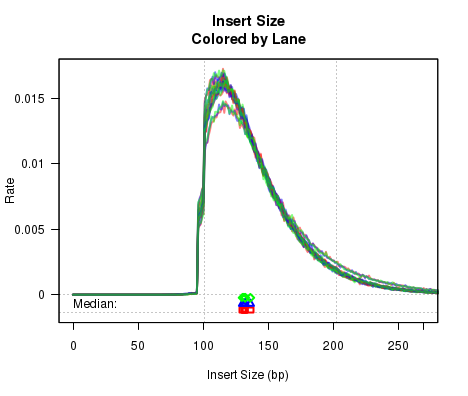 Insert Size
Colored by Lane
Rate
0.015
0.01
0.005
0
Median:
0 50 100 150 200 250
Insert Size (bp)